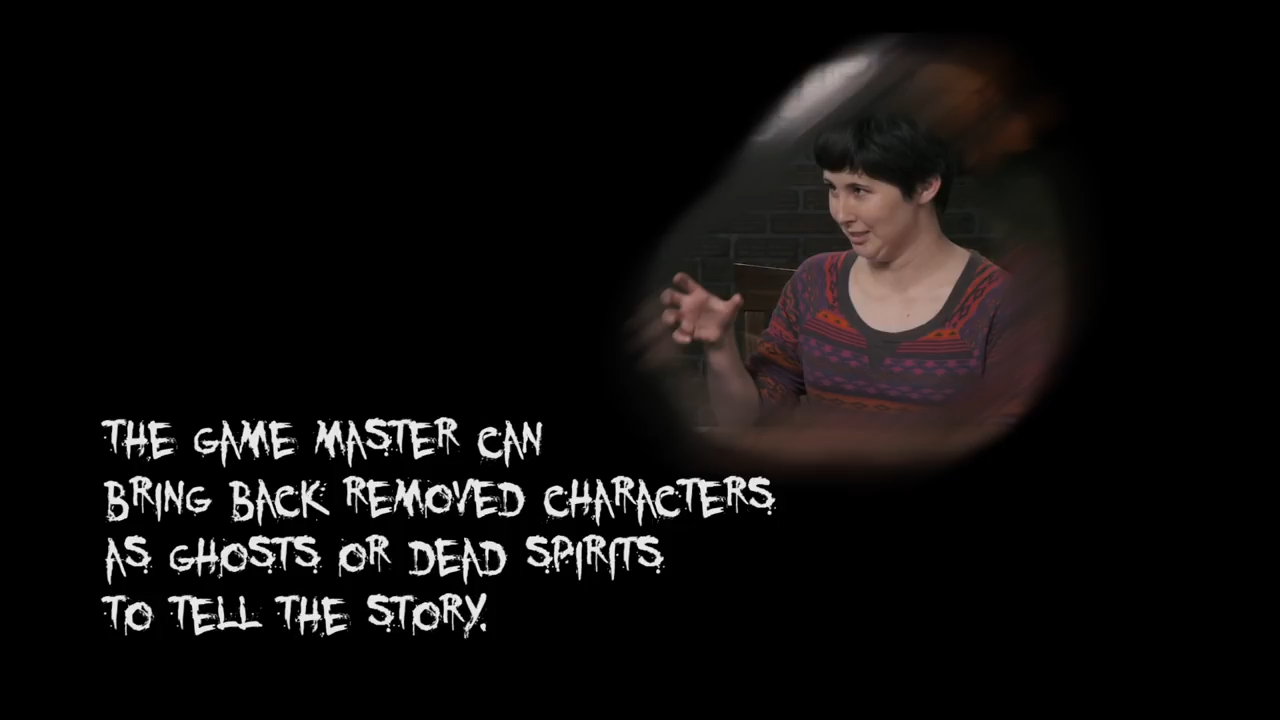 THE GAME MASTER CAN
BRING BACK REMOVED CHARACTERS
AS GHOSTS OR DEAD SPIRITS
TO TELL THE STORY.